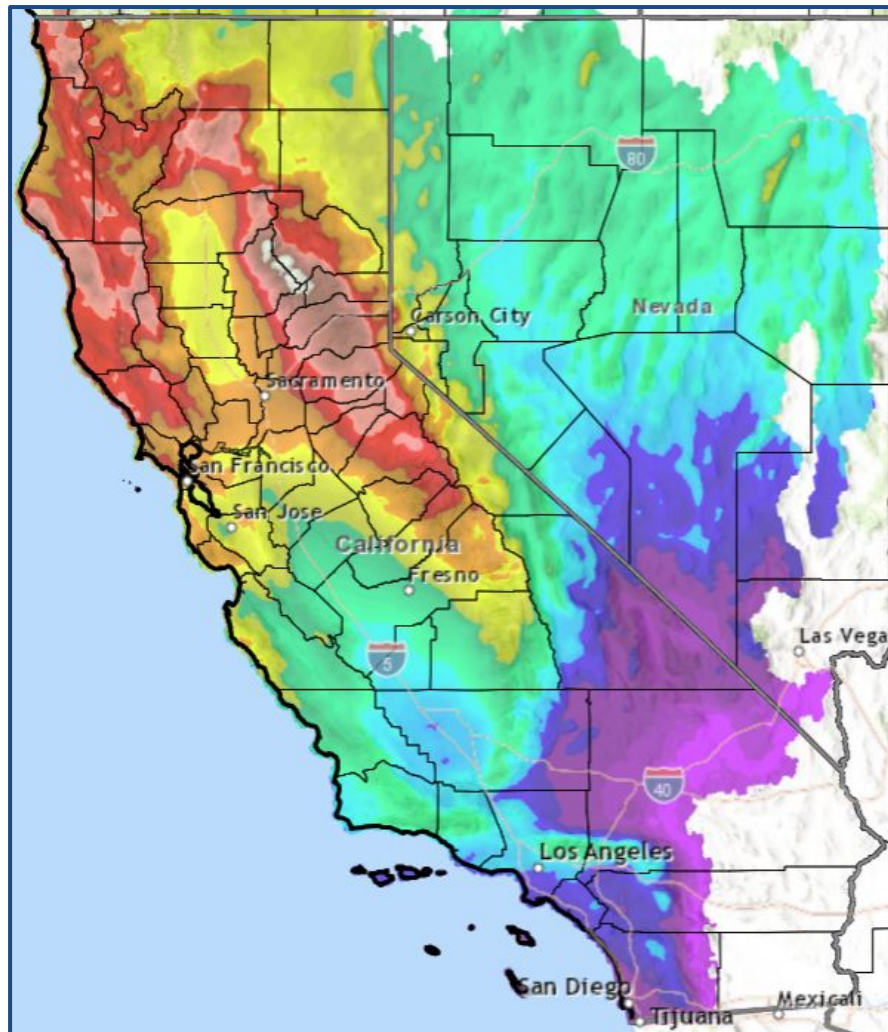 80
Nevada
Carson City
Sacramento
San Francisco
San Jose
California
Fresno
Las Vega
5
40
Los Angeles
San Diego
Mexicali
Tijuana